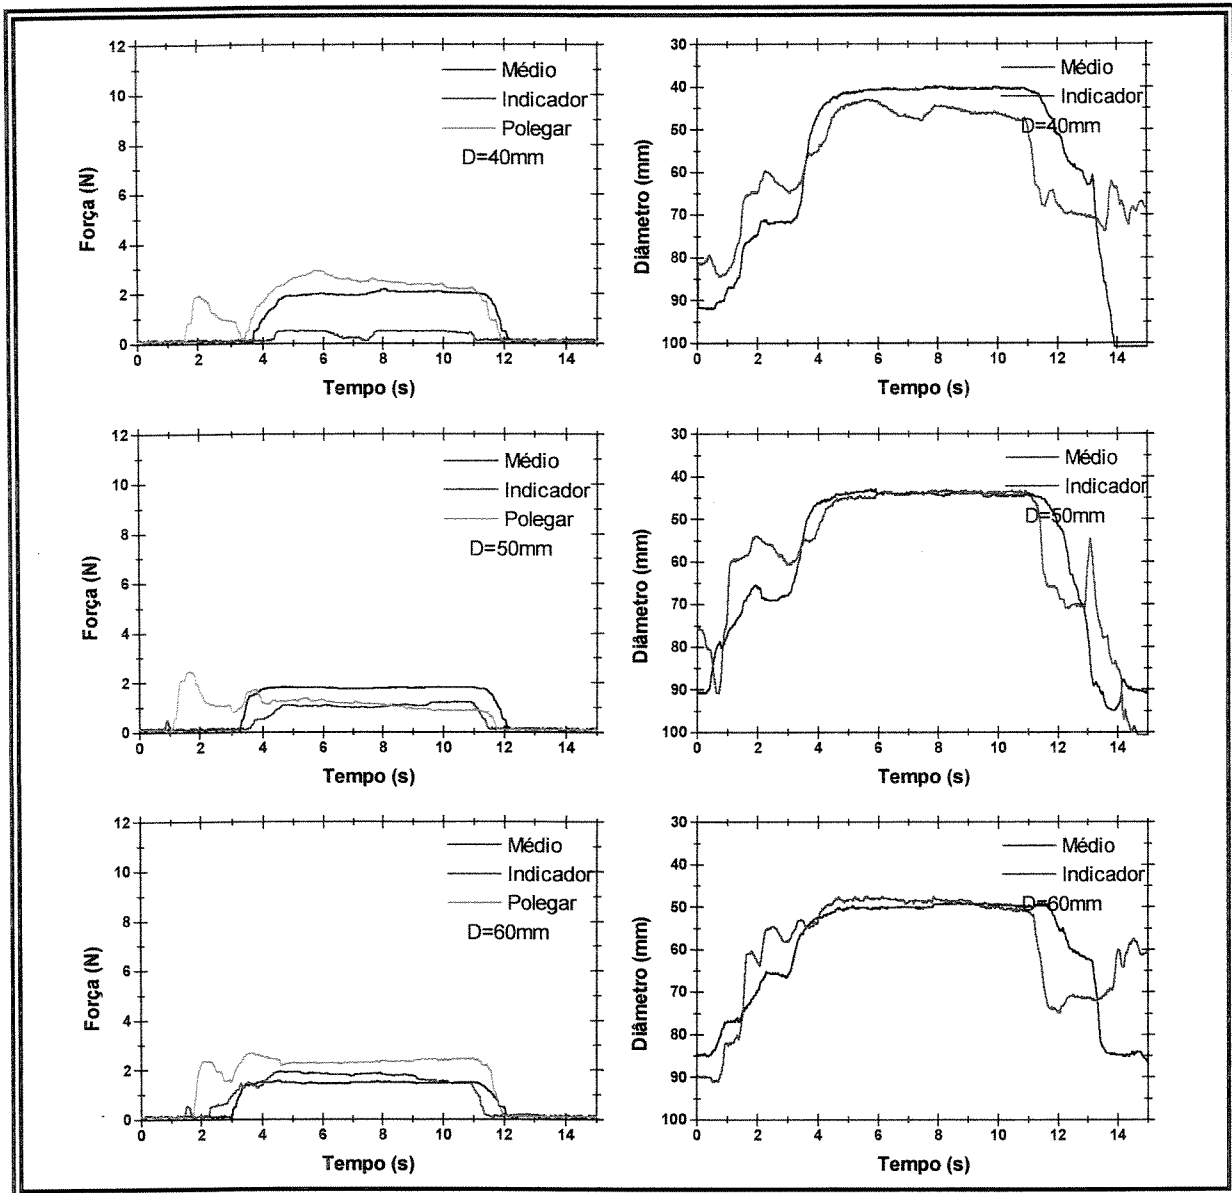 12
10
8
6
4
2
0
Força (N)
Médio
Indicador
Polegar
D=40mm
0 2 4 6 8 10 12 14
Tempo (s)
30
40
50
60
70
80
90
100
Diâmetro (mm)
Médio
Indicador
D=40mm
0 2 4 6 8 10 12 14
Tempo (s)
12
10
8
6
4
2
0
Força (N)
Médio
Indicador
Polegar
D=50mm
0 2 4 6 8 10 12 14
Tempo (s)
30
40
50
60
70
80
90
100
Diâmetro (mm)
Médio
Indicador
D=50mm
0 2 4 6 8 10 12 14
Tempo (s)
12
10
8
6
4
2
0
Força (N)
Médio
Indicador
Polegar
D=60mm
0 2 4 6 8 10 12 14
Tempo (s)
30
40
50
60
70
80
90
100
Diâmetro (mm)
Médio
Indicador
D=60mm
0 2 4 6 8 10 12 14
Tempo (s)